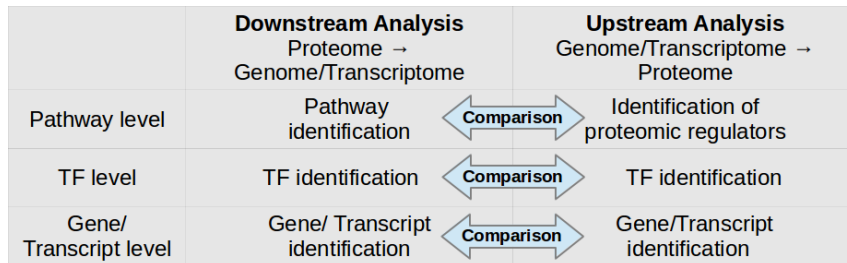 Downstream Analysis
Proteome →
Genome/Transcriptome
Upstream Analysis
Genome/Transcriptome →
Proteome
Pathway level
Pathway
identification
Comparison
Identification of
proteomic regulators
TF level
TF identification
Comparison
TF identification
Gene/
Transcript level
Gene/ Transcript
identification
Comparison
Gene/Transcript
identification